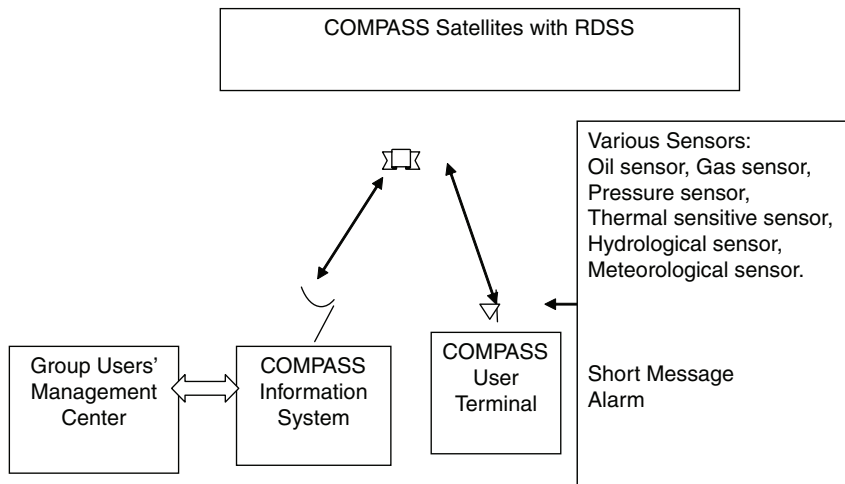 COMPASS Satellites with RDSS
Various Sensors:
Oil sensor, Gas sensor,
Pressure sensor,
Thermal sensitive sensor,
Hydrological sensor,
Meteorological sensor.
Short Message
Alarm
Group Users’
Management
Center
COMPASS
Information
System
COMPASS
User
Terminal